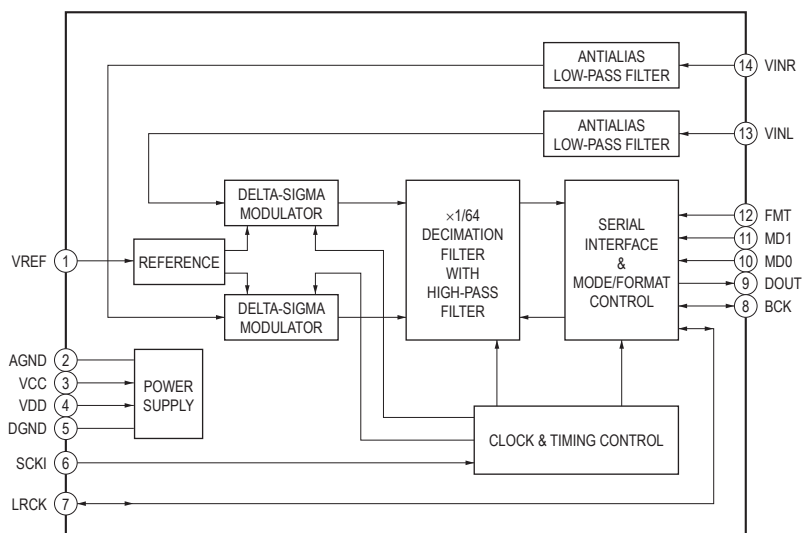 ANTIALIAS
LOW-PASS FILTER
14 VINR
ANTIALIAS
LOW-PASS FILTER
13 VINL
DELTA-SIGMA
MODULATOR
×1/64
DECIMATION
FILTER
WITH
HIGH-PASS
FILTER
SERIAL
INTERFACE
&
MODE/FORMAT
CONTROL
12 FMT
11 MD1
10 MD0
9 DOUT
8 BCK
VREF 1
REFERENCE
DELTA-SIGMA
MODULATOR
AGND 2
VCC 3
VDD 4
DGND 5
POWER
SUPPLY
CLOCK & TIMING CONTROL
SCKI 6
LRCK 7